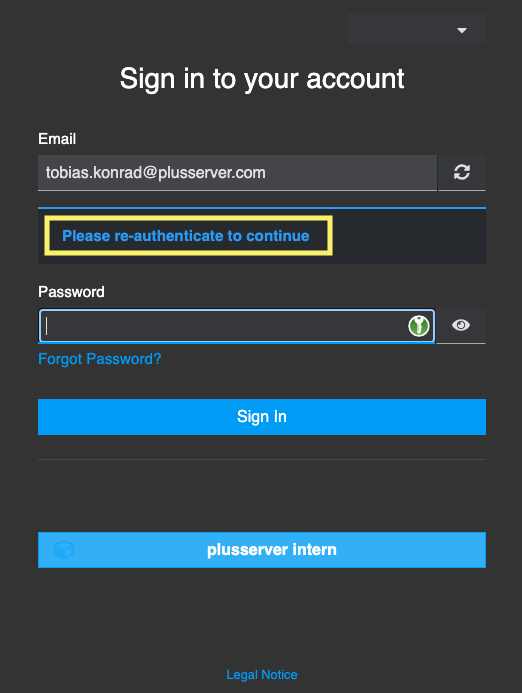 Sign in to your account
Email
tobias.konrad@plusserver.com
Please re-authenticate to continue
Password
Forgot Password?
Sign In
plusserver intern
Legal Notice